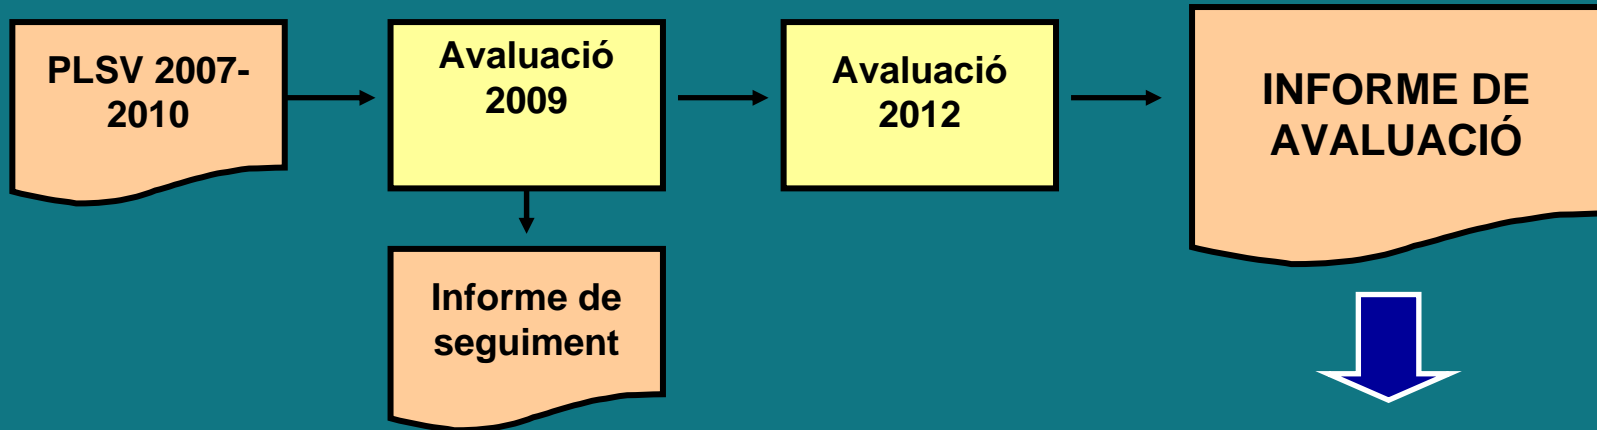 PLSV 2007-
2010
Avaluació
2009
Avaluació
2012
INFORME DE
AVALUACIÓ
Informe de
seguiment